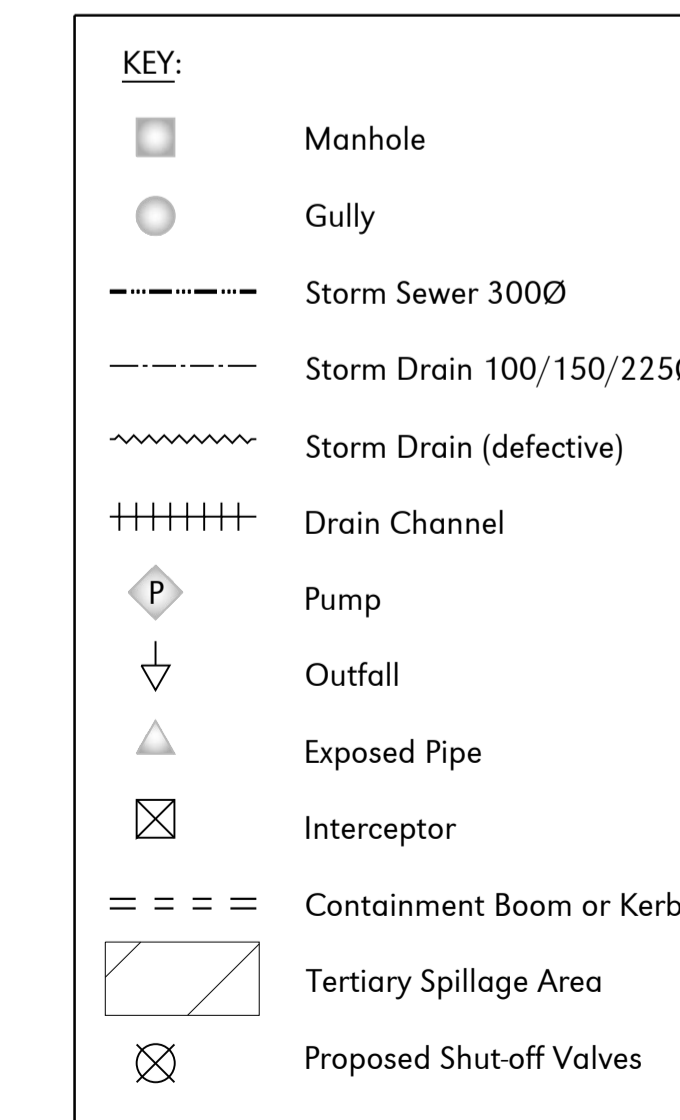 KEY:
Manhole
Gully
Storm Sewer 300Ø
Storm Drain 100/150/225Ø
Storm Drain (defective)
Drain Channel
P
Pump
Outfall
Exposed Pipe
Interceptor
Containment Boom or Kerb
Tertiary Spillage Area
Proposed Shut-off Valves